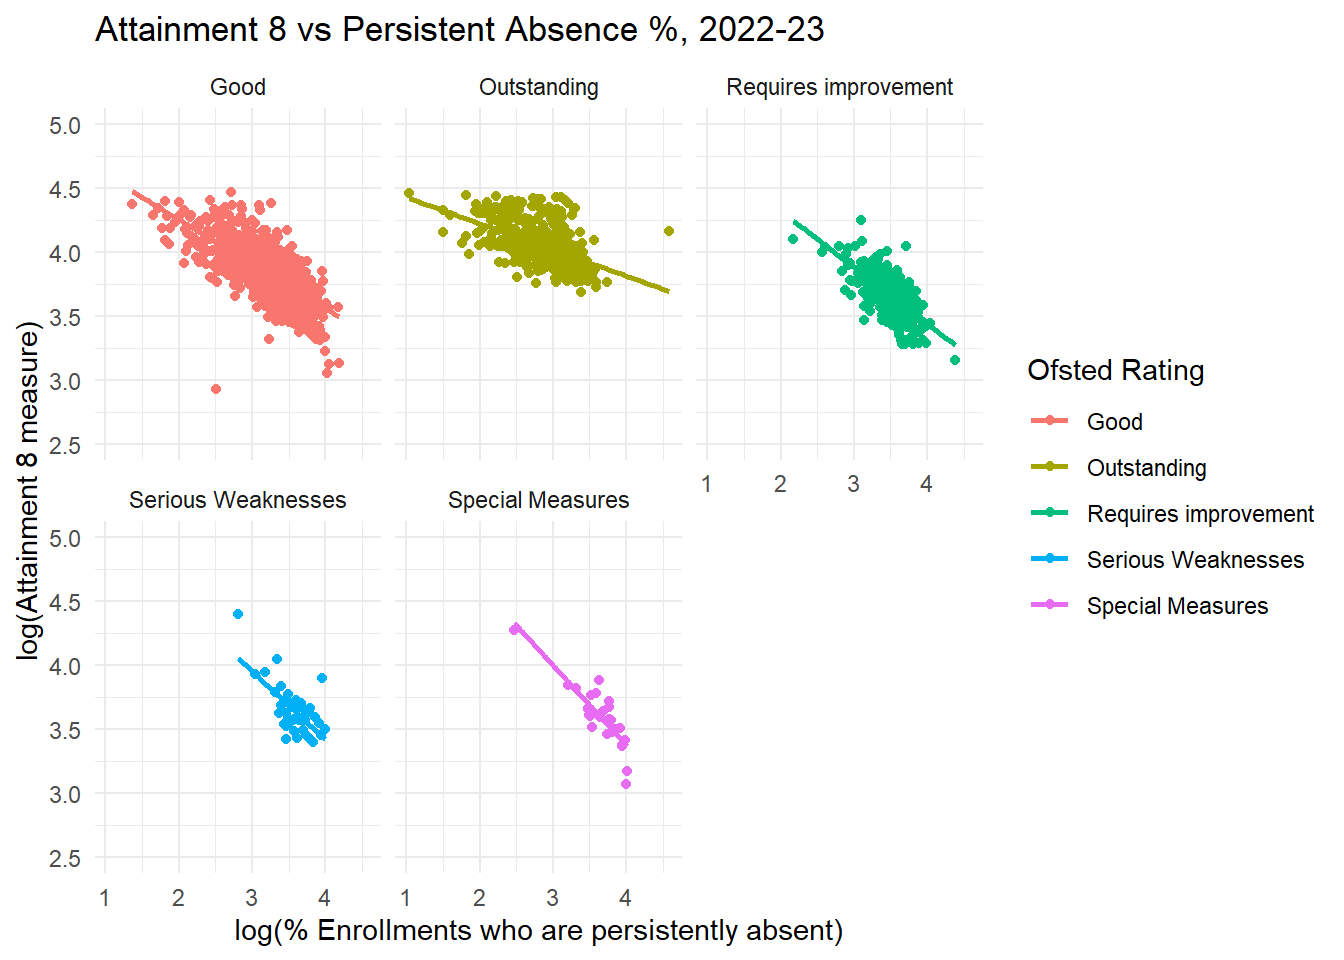 Attainment 8 vs Persistent Absence %, 2022-23
Good
Outstanding
Requires improvement
5.0
4.5
4.0
3.5
3.0
2.5
1 2 3 4
Serious Weaknesses
Special Measures
5.0
4.5
4.0
3.5
3.0
2.5
1 2 3 4
1 2 3 4
log(% Enrollments who are persistently absent)
log(Attainment 8 measure)
Ofsted Rating
Good
Outstanding
Requires improvement
Serious Weaknesses
Special Measures